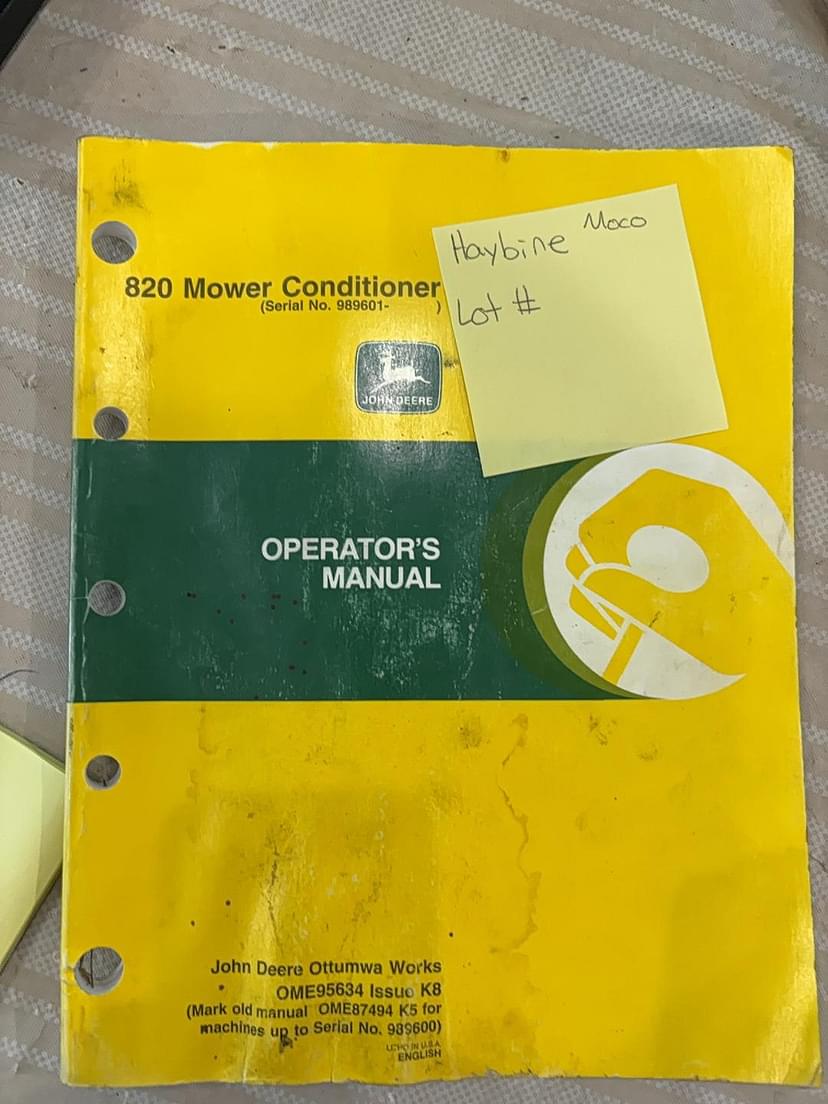 820 Mower Conditioner
(Serial No. 989601- )
Haybine Moco
Lot #
JOHN DEERE
OPERATOR'S
MANUAL
John Deere Ottumwa Works
OME95634 Issue K8
(Mark old manual OME87494 K5 for
machines up to Serial No. 989600)
IN U.S.A.
ENGLISH